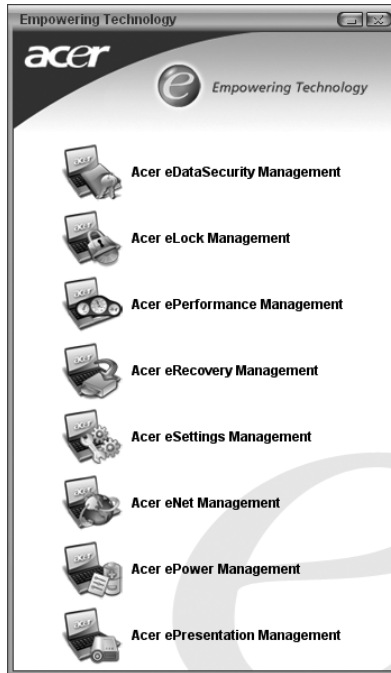 Empowering Technology
acer
e Empowering Technology
Acer eDataSecurity Management
Acer eLock Management
Acer ePerformance Management
Acer eRecovery Management
Acer eSettings Management
Acer eNet Management
Acer ePower Management
Acer ePresentation Management